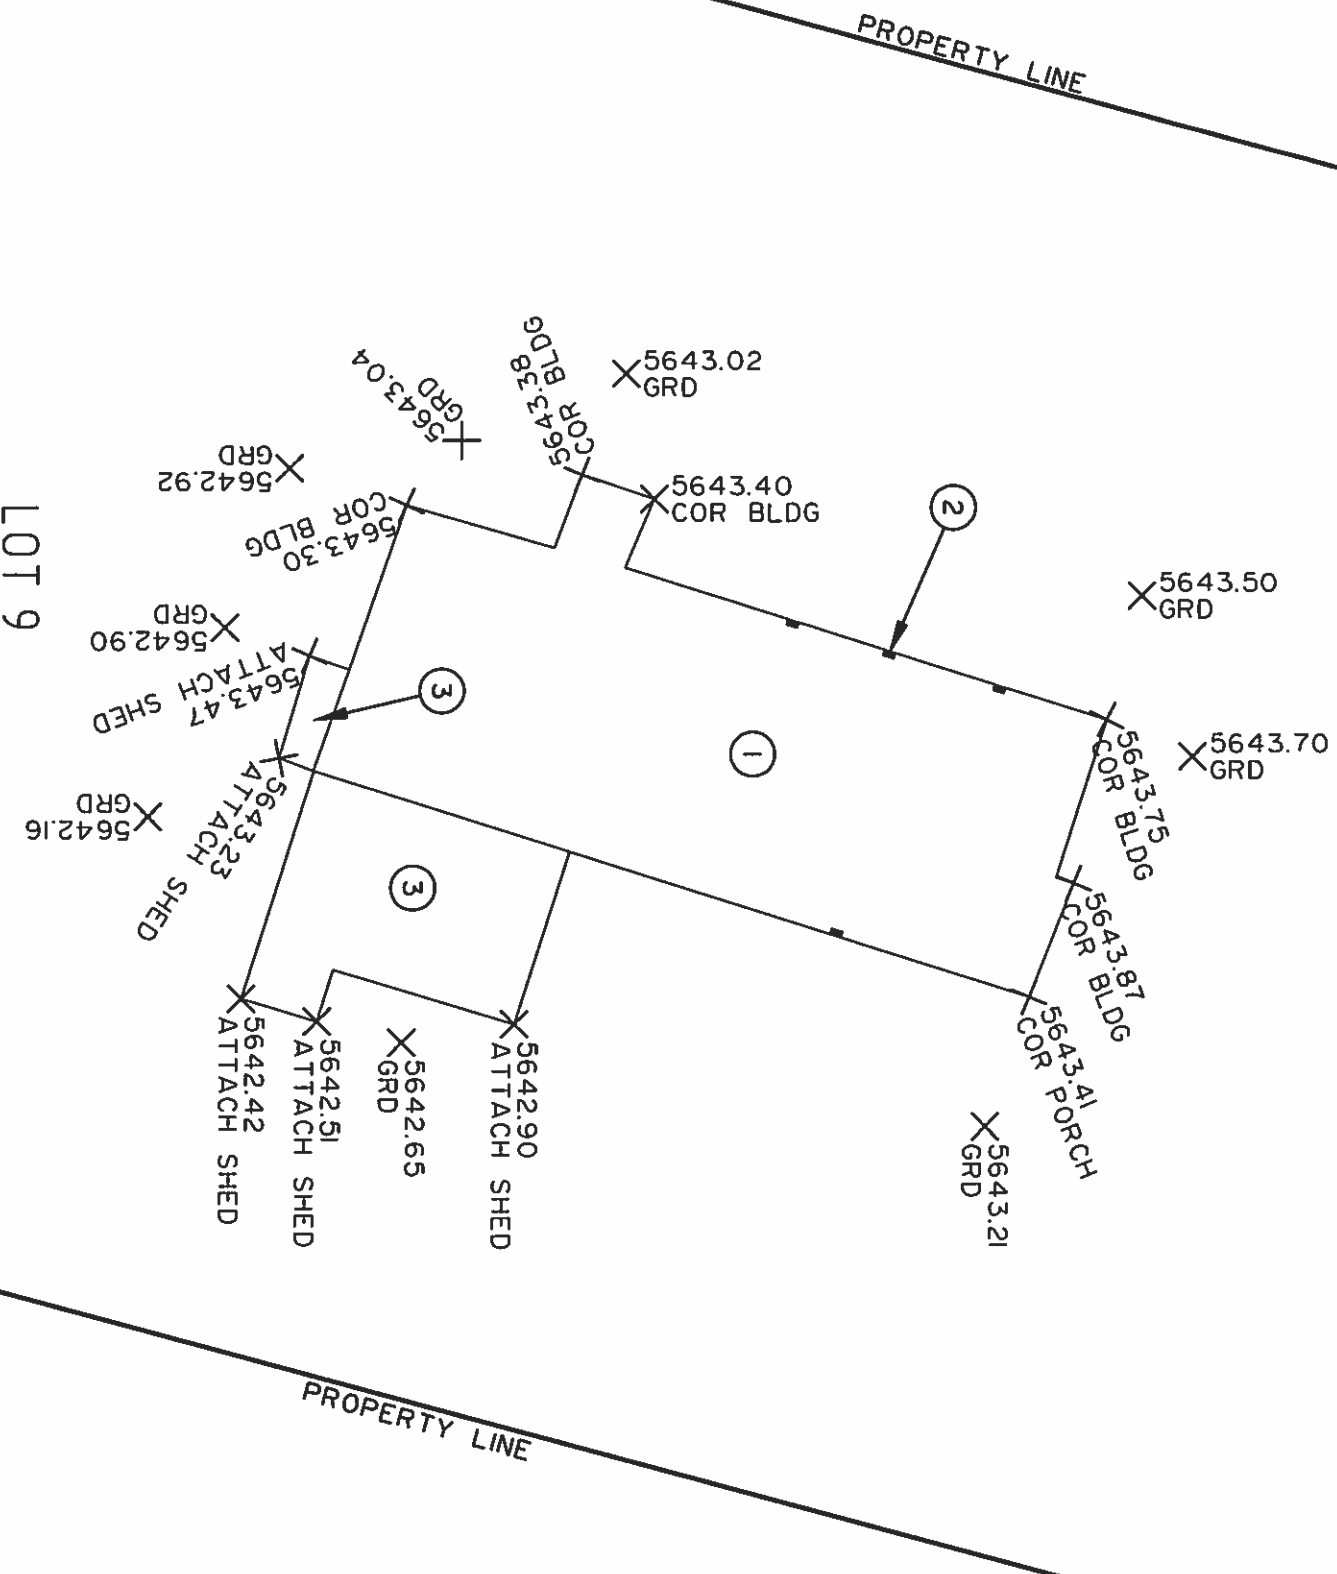 PROPERTY LINE
5643.02
GRD
5643.38
COR BLDG
5643.04
GRD
5642.92
GRD
5643.40
COR BLDG
2
5643.30
COR BLDG
5643.50
GRD
LOT 9
5642.90
GRD
5643.47
ATTACH SHED
3
1
5643.70
GRD
5643.75
COR BLDG
5643.23
ATTACH SHED
5642.16
GRD
3
5643.87
COR BLDG
5643.41
COR PORCH
5642.42
ATTACH SHED
5642.51
ATTACH SHED
5642.65
GRD
5642.90
ATTACH SHED
5643.21
GRD
PROPERTY LINE